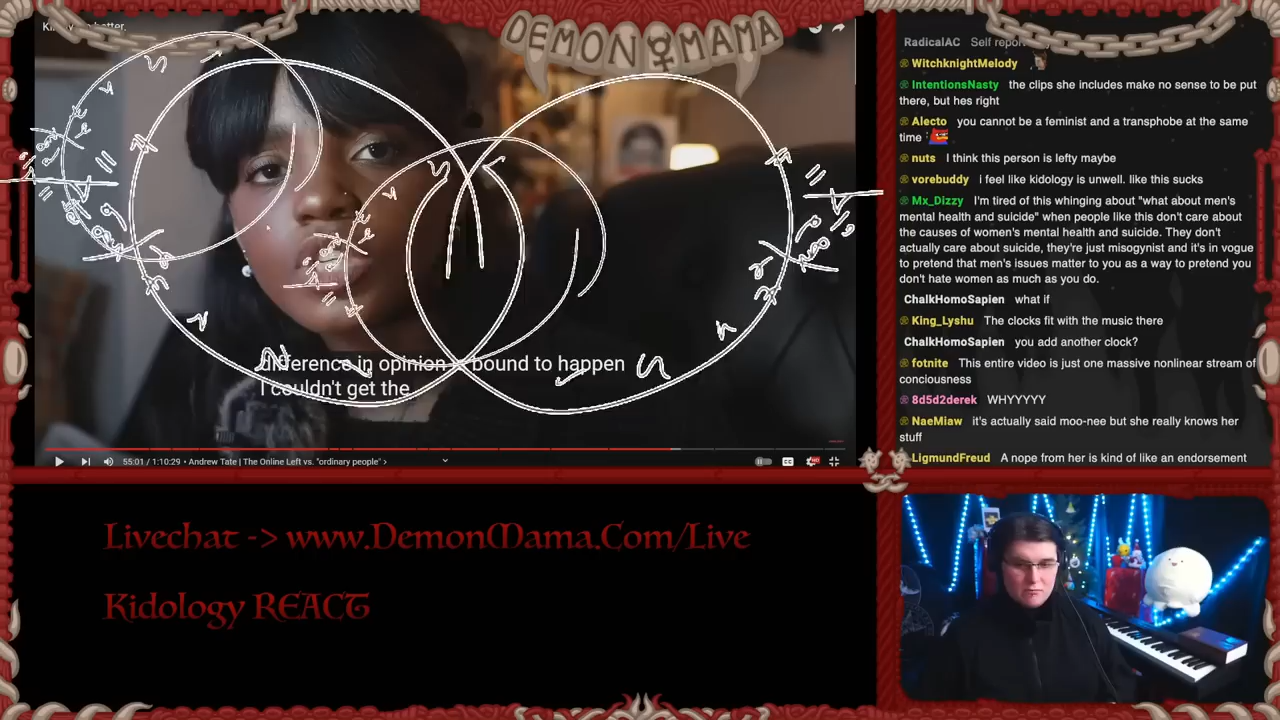 DEMON MAMA
difference in opinion is bound to happen
I couldn't get the
55:01 / 1:10:29 • Andrew Tate | The Online Left vs. "ordinary people" ›
CC
HD
RadicalAC Self report
WitchknightMelody
IntentionsNasty the clips she includes make no sense to be put
there, but hes right
Alecto you cannot be a feminist and a transphobe at the same
time
nuts I think this person is lefty maybe
vorebuddy i feel like kidology is unwell. like this sucks
Mx_Dizzy I'm tired of this whinging about "what about men's
mental health and suicide" when people like this don't care about
the causes of women's mental health and suicide. They don't
actually care about suicide, they're just misogynist and it's in vogue
to pretend that men's issues matter to you as a way to pretend you
don't hate women as much as you do.
ChalkHomoSapien what if
King_Lyshu The clocks fit with the music there
ChalkHomoSapien you add another clock?
fotnite This entire video is just one massive nonlinear stream of
conciousness
8d5d2derek WHYYYYY
NaeMiaw it's actually said moo-nee but she really knows her
stuff
LigmundFreud A nope from her is kind of like an endorsement
Livechat -> www.DemonMama.Com/Live
Kidology REACT